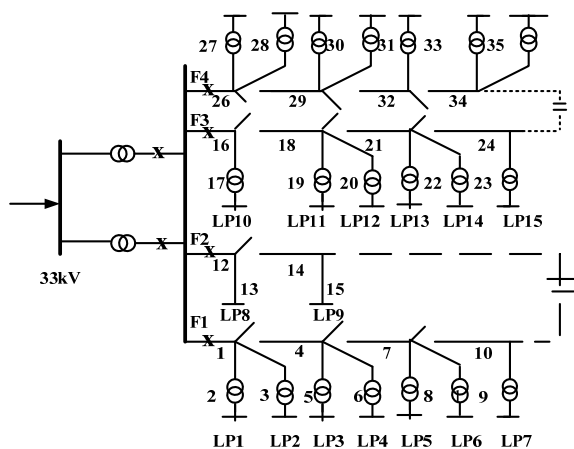 27 28 30 31 33 35
F4
26 29 32 34
F3
16 18 21 24
17 19 20 22 23
LP10 LP11 LP12 LP13 LP14 LP15
33kV
F2
12 14
13 15
LP8 LP9
F1
1 4 7 10
2 3 5 6 8 9
LP1 LP2 LP3 LP4 LP5 LP6 LP7